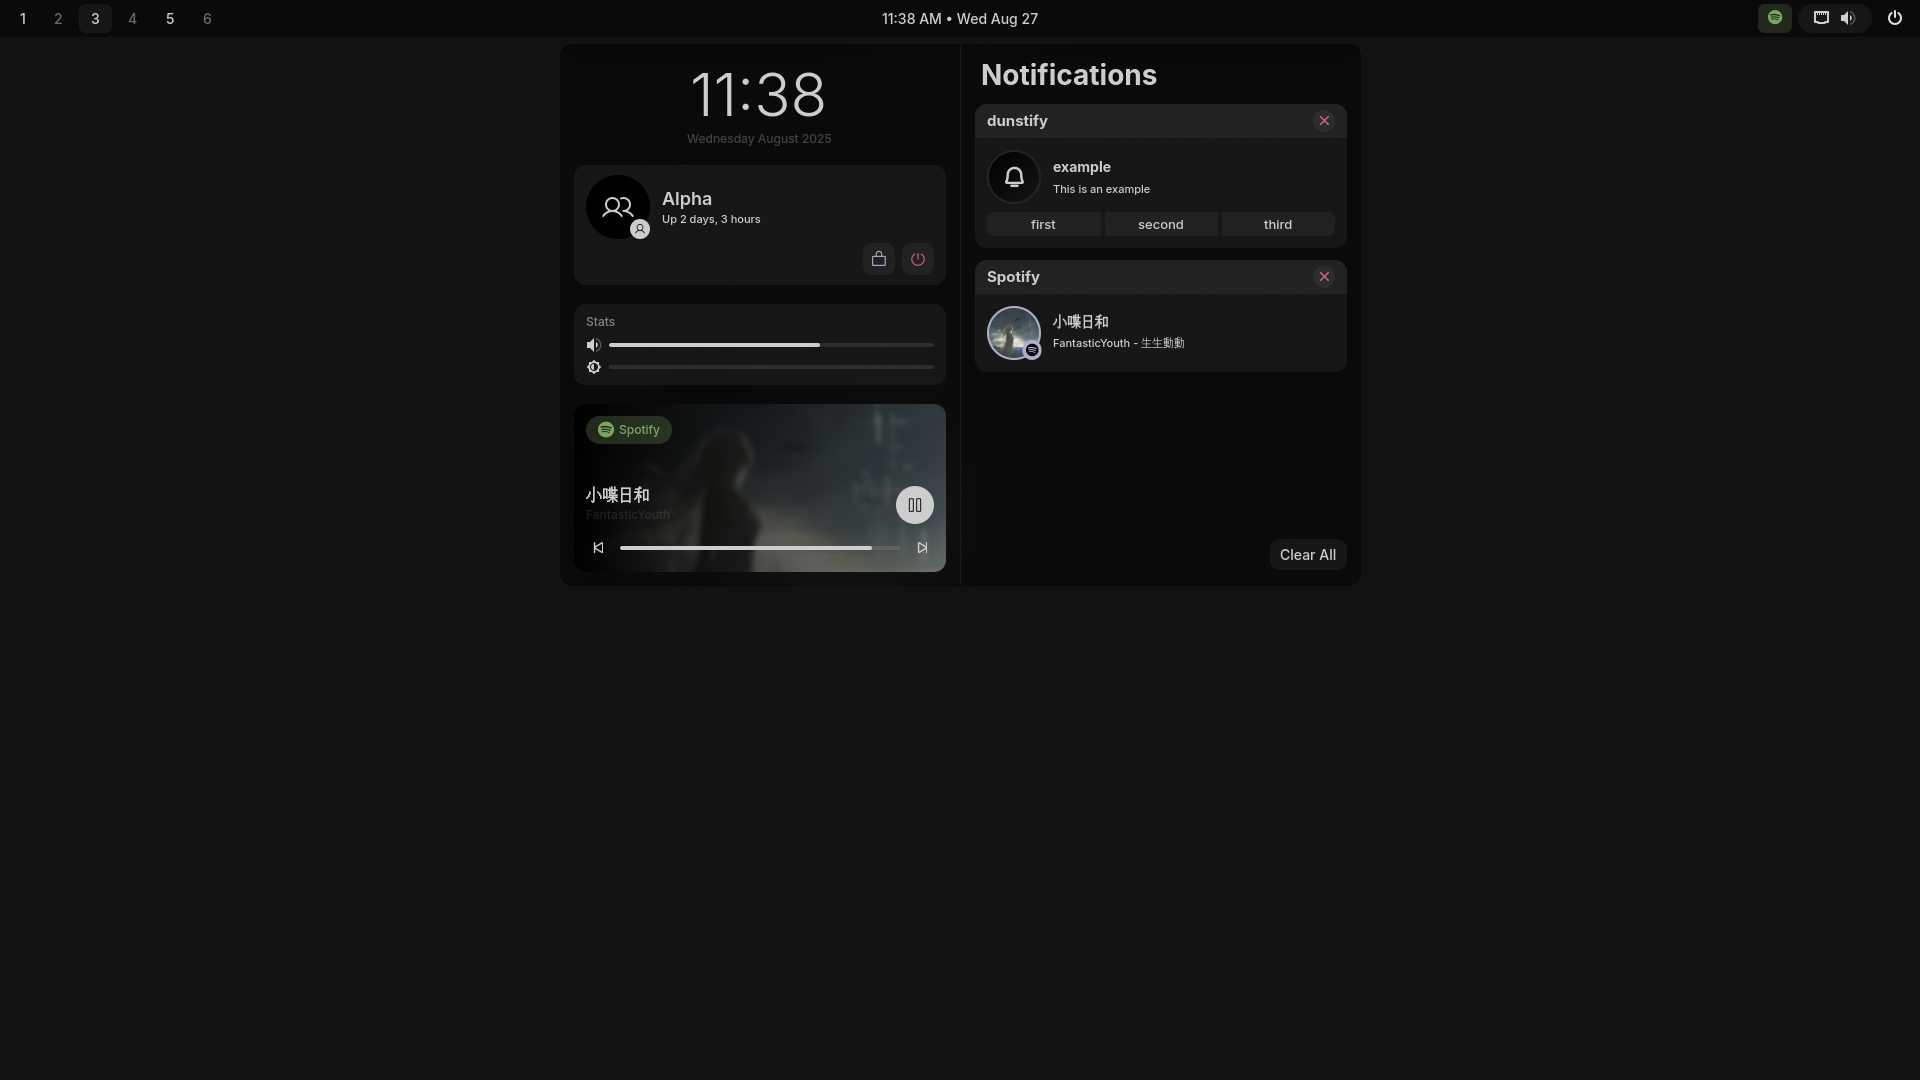 1 2 3 4 5 6
11:38 AM • Wed Aug 27
11:38
Wednesday August 2025
Alpha
Up 2 days, 3 hours
Stats
Spotify
小喋日和
FantasticYouth
Notifications
dunstify
example
This is an example
first second third
Spotify
小喋日和
FantasticYouth - 生生動動
Clear All